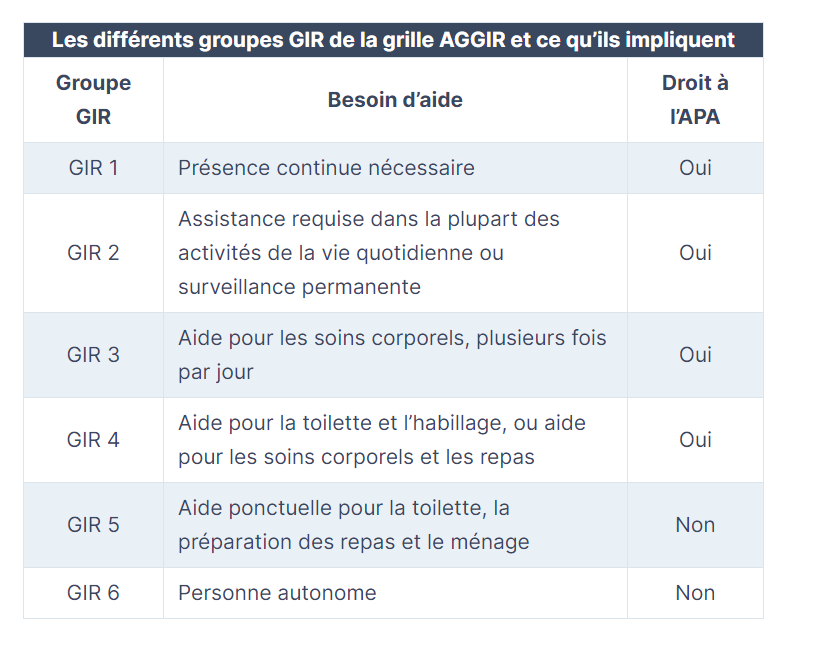 Les différents groupes GIR de la grille AGGIR et ce qu’ils impliquent
Groupe
GIR
Besoin d’aide
Droit à
l’APA
GIR 1
Présence continue nécessaire
Oui
GIR 2
Assistance requise dans la plupart des
activités de la vie quotidienne ou
surveillance permanente
Oui
GIR 3
Aide pour les soins corporels, plusieurs fois
par jour
Oui
GIR 4
Aide pour la toilette et l’habillage, ou aide
pour les soins corporels et les repas
Oui
GIR 5
Aide ponctuelle pour la toilette, la
préparation des repas et le ménage
Non
GIR 6
Personne autonome
Non